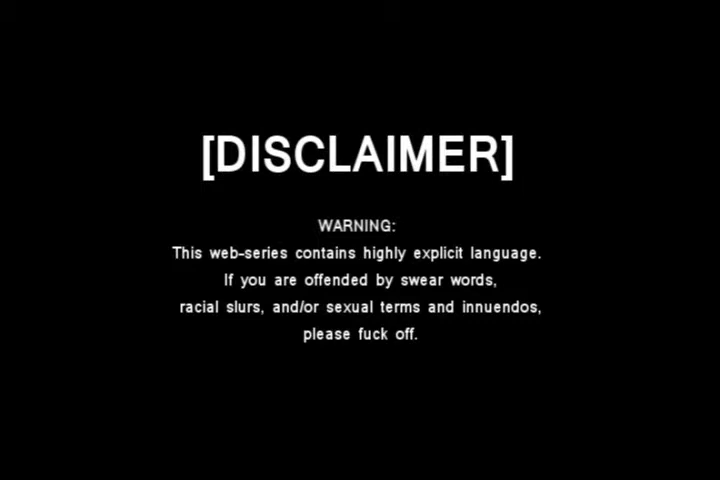 [DISCLAIMER]
WARNING:
This web-series contains highly explicit language.
If you are offended by swear words,
racial slurs, and/or sexual terms and innuendos,
please fuck off.